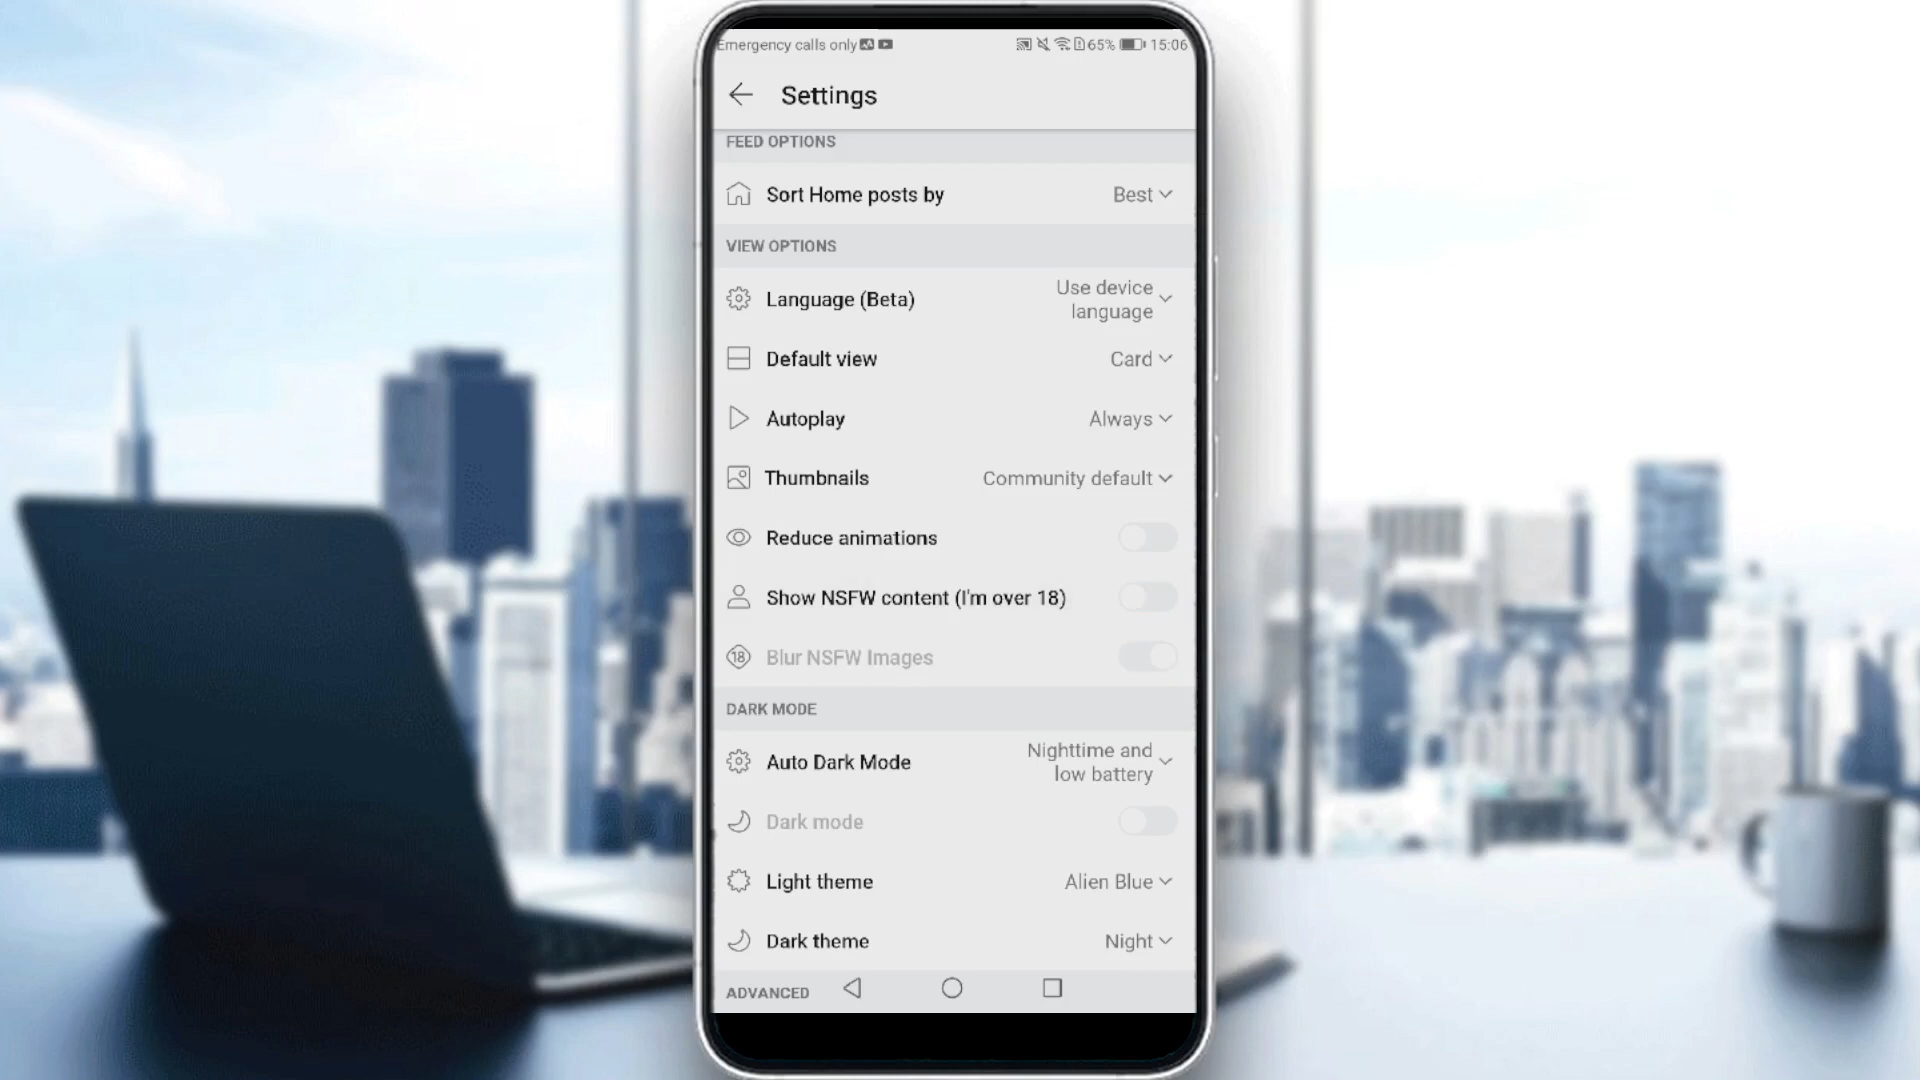 Emergency calls only 65% 15:06
Settings
FEED OPTIONS
Sort Home posts by Best
VIEW OPTIONS
Language (Beta) Use device
language
Default view Card
Autoplay Always
Thumbnails Community default
Reduce animations
Show NSFW content (I'm over 18)
18 Blur NSFW Images
DARK MODE
Auto Dark Mode Nighttime and
low battery
Dark mode
Light theme Alien Blue
Dark theme Night
ADVANCED